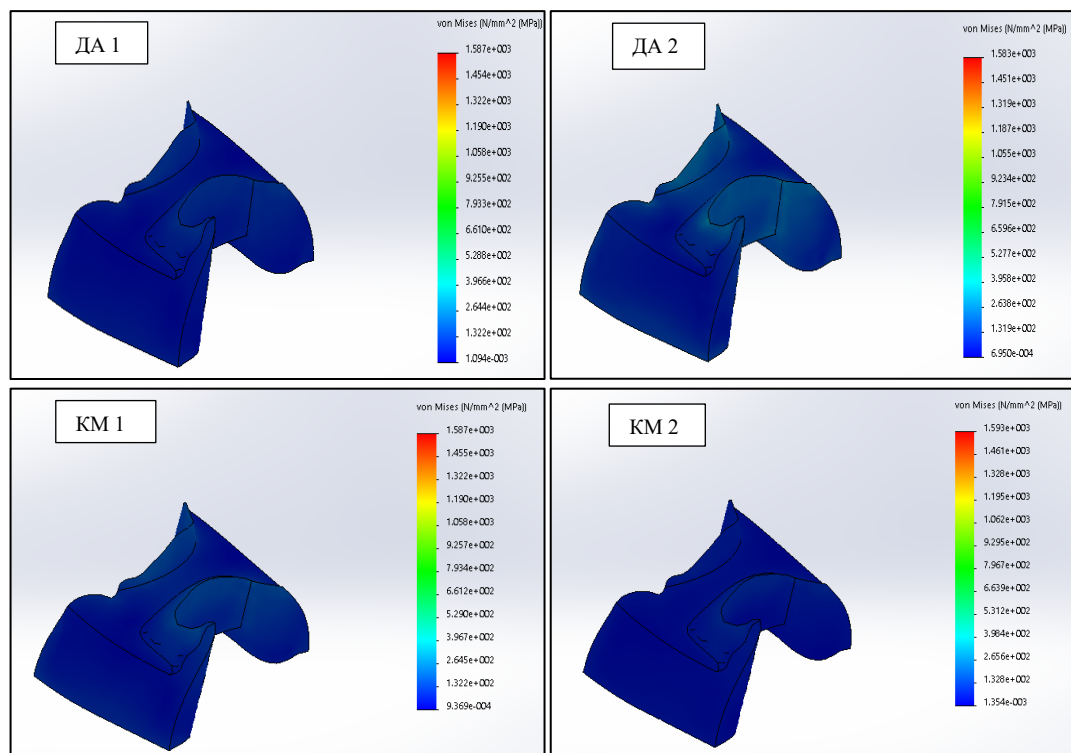 ДА 1
von Mises (N/mm^2 (MPa))
1.587e+003
1.454e+003
1.322e+003
1.190e+003
1.058e+003
9.255e+002
7.933e+002
6.610e+002
5.288e+002
3.966e+002
2.644e+002
1.322e+002
1.094e-003
ДА 2
von Mises (N/mm^2 (MPa))
1.583e+003
1.451e+003
1.319e+003
1.187e+003
1.055e+003
9.234e+002
7.915e+002
6.596e+002
5.277e+002
3.958e+002
2.638e+002
1.319e+002
6.950e-004
КМ 1
von Mises (N/mm^2 (MPa))
1.587e+003
1.455e+003
1.322e+003
1.190e+003
1.058e+003
9.257e+002
7.934e+002
6.612e+002
5.290e+002
3.967e+002
2.645e+002
1.322e+002
9.369e-004
КМ 2
von Mises (N/mm^2 (MPa))
1.593e+003
1.461e+003
1.328e+003
1.195e+003
1.062e+003
9.295e+002
7.967e+002
6.639e+002
5.312e+002
3.984e+002
2.656e+002
1.328e+002
1.354e-003